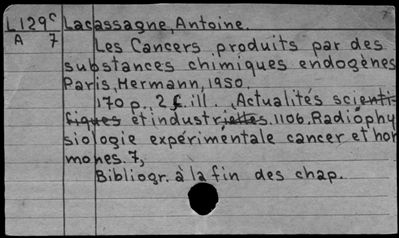 L129c Lacassagne, Antoine.
A 7 Les Cancers produits par des
substances chimiques endogènes
Paris, Hermann, 1950.
170 p. 2 f. ill. (Actualités scientifiques
et industrielles. 1106. Radiophy
siologie expérimentale cancer et hor
mones. 7,
Bibliogr. à la fin des chap.